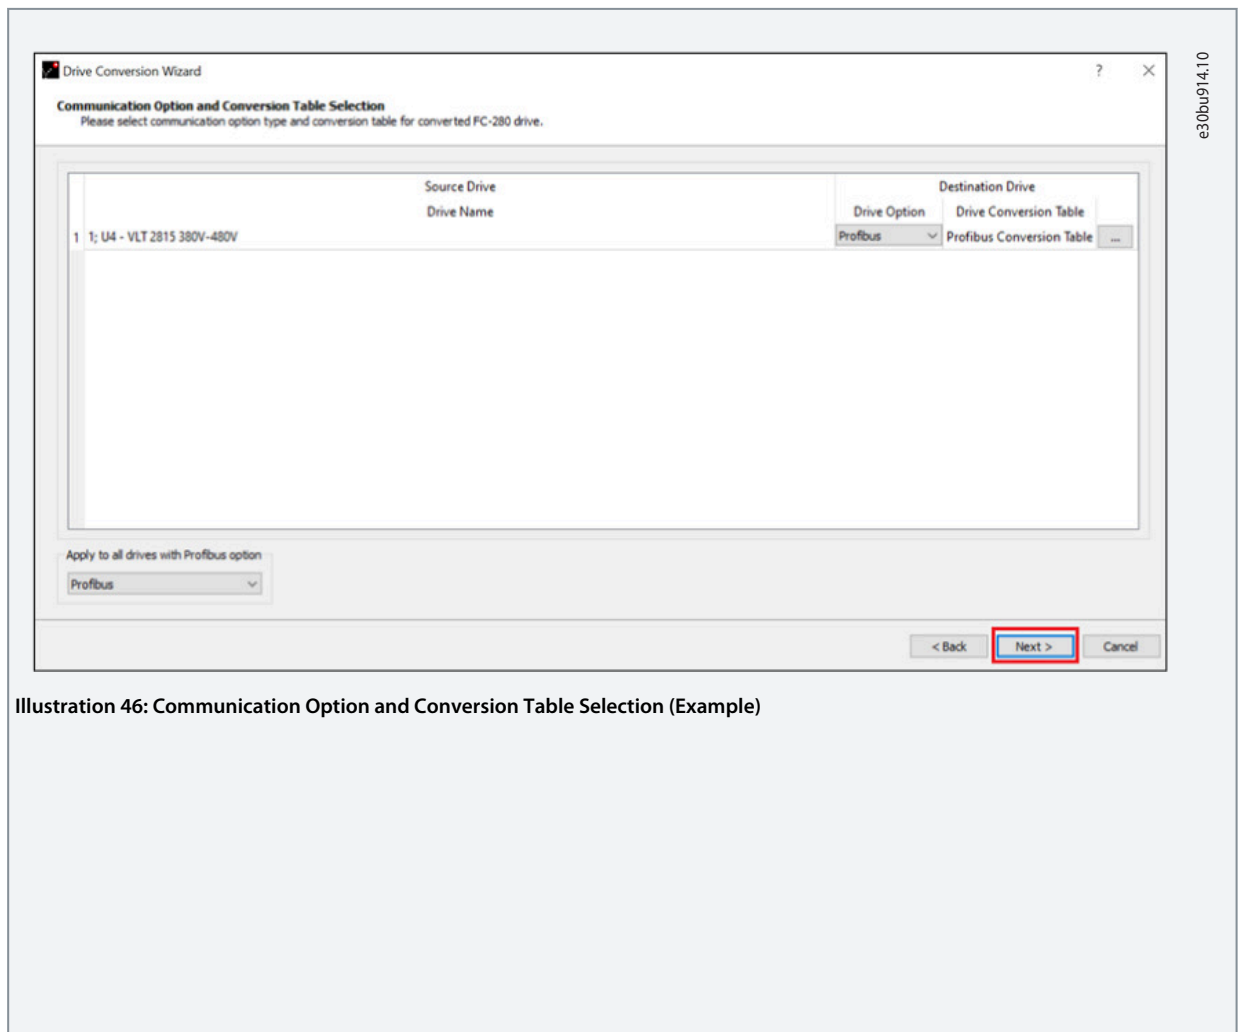 Drive Conversion Wizard
?
Communication Option and Conversion Table Selection
Please select communication option type and conversion table for converted FC-280 drive.
e30bu914.10
Source Drive Destination Drive
Drive Name Drive Option Drive Conversion Table
1 1; U4 - VLT 2815 380V-480V Profibus Profibus Conversion Table ...
Apply to all drives with Profibus option
Profibus
< Back Next > Cancel
Illustration 46: Communication Option and Conversion Table Selection (Example)